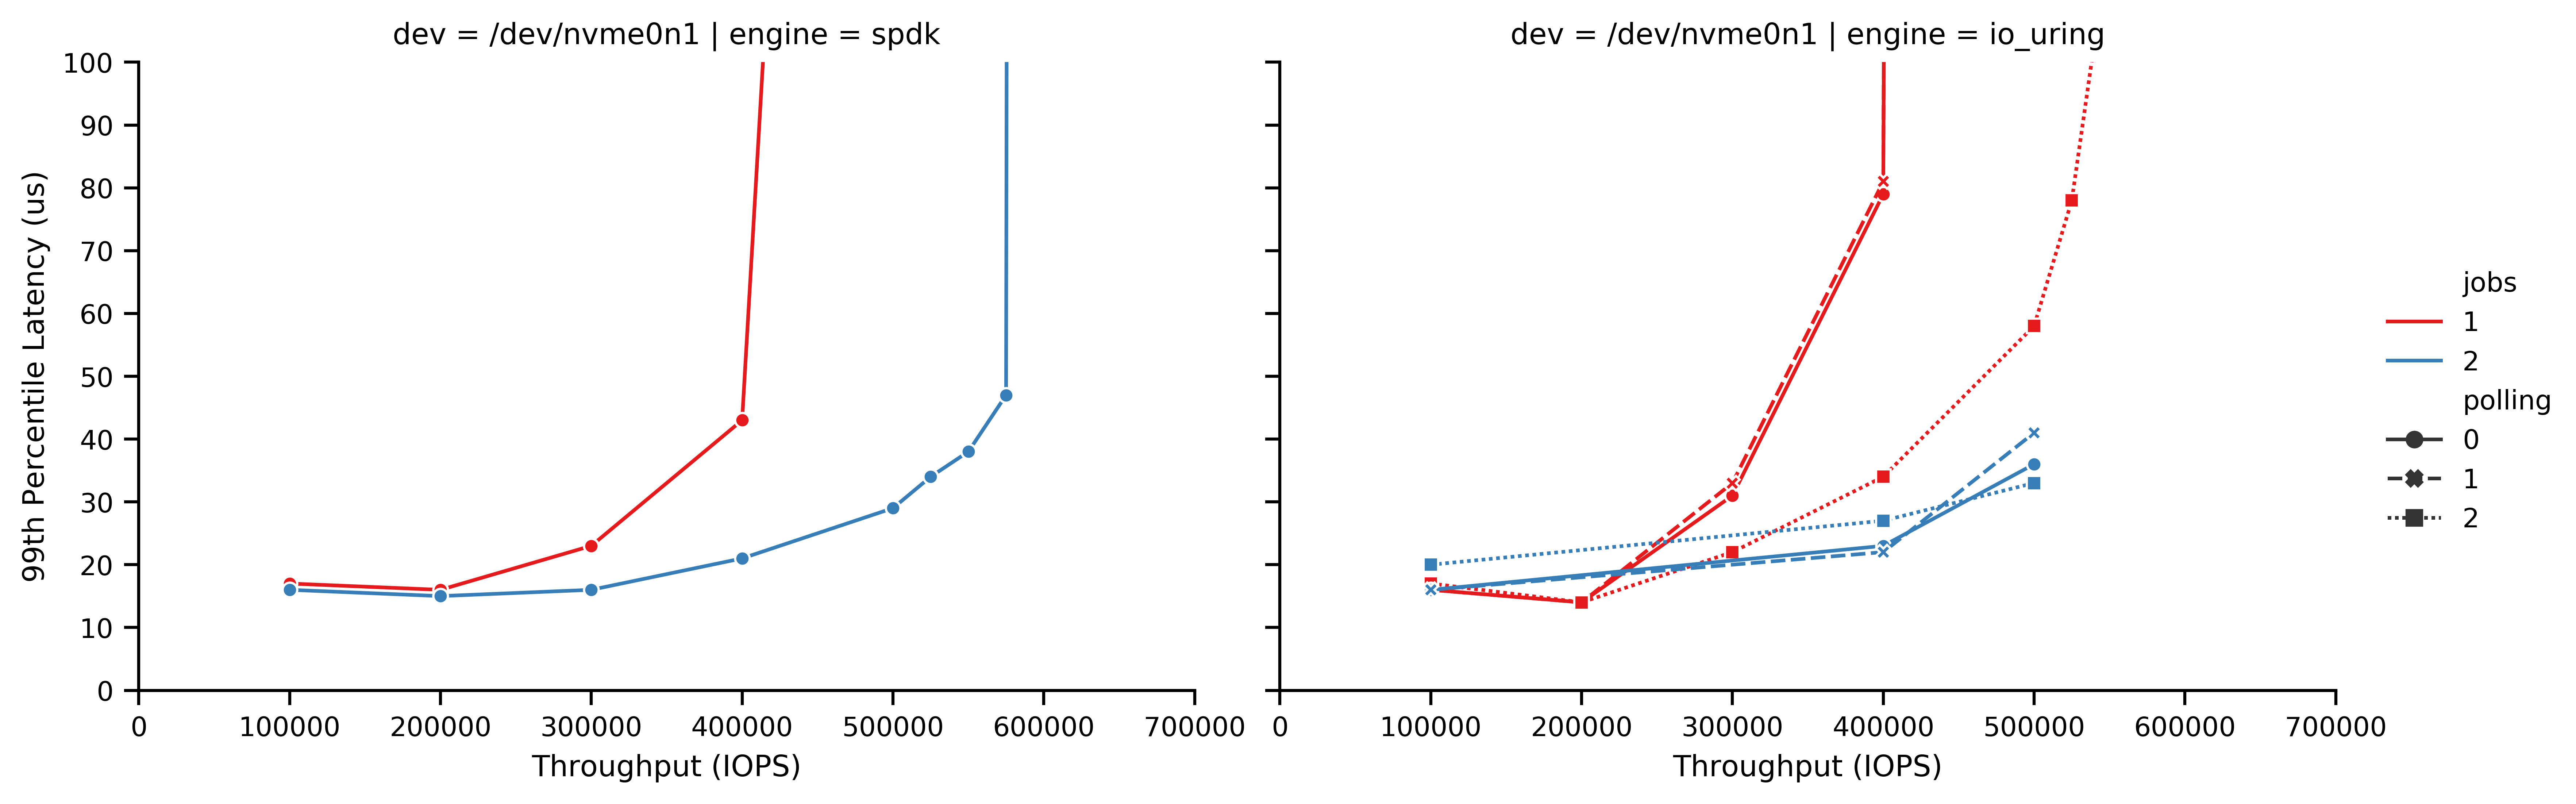 dev = /dev/nvme0n1 | engine = spdk
dev = /dev/nvme0n1 | engine = io_uring
99th Percentile Latency (us)
100
90
80
70
60
50
40
30
20
10
0
0 100000 200000 300000 400000 500000 600000 700000
Throughput (IOPS)
0 100000 200000 300000 400000 500000 600000 700000
Throughput (IOPS)
jobs
1
2
polling
0
1
2